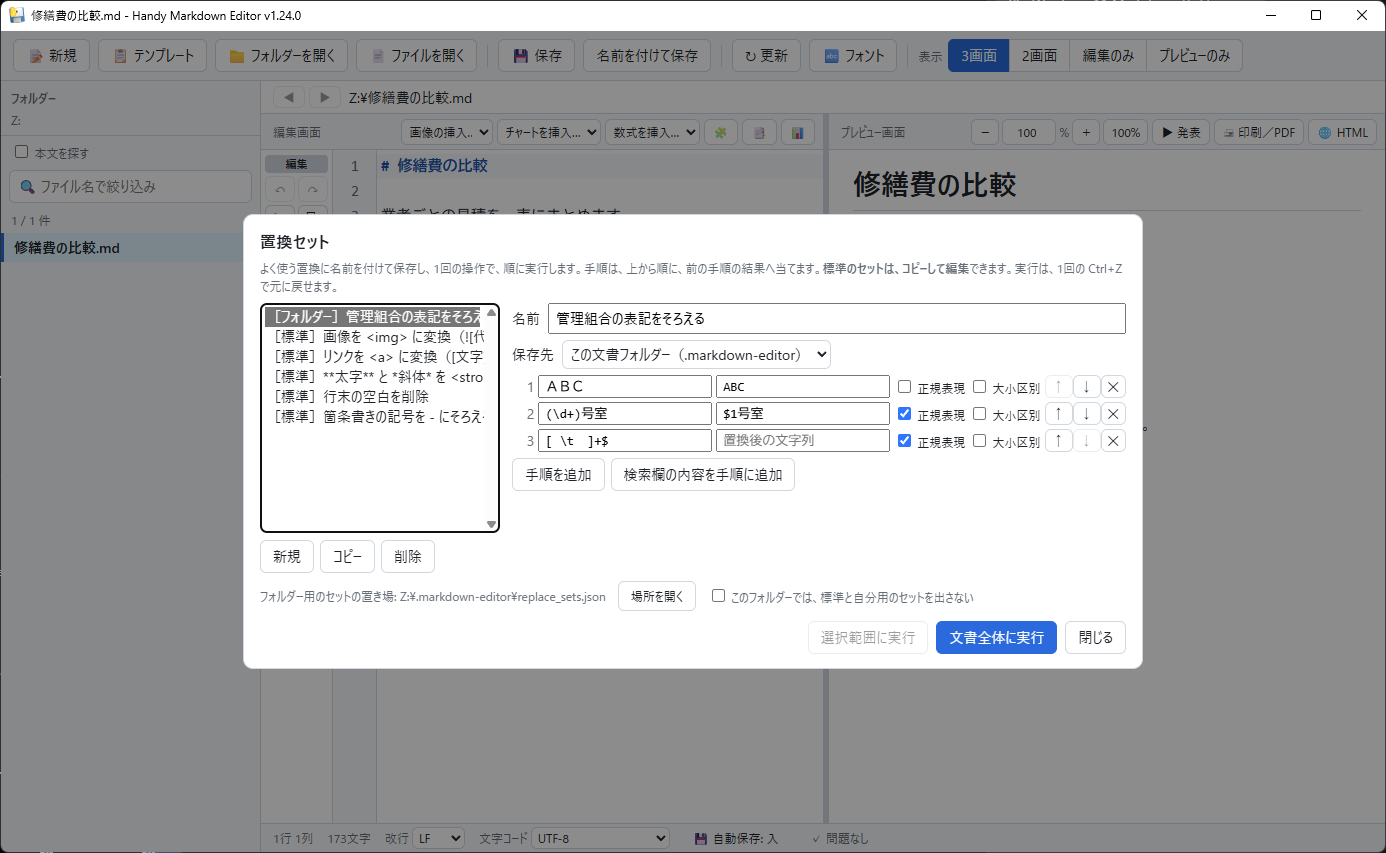 修繕費の比較.md - Handy Markdown Editor v1.24.0
新規 テンプレート フォルダーを開く ファイルを開く 保存 名前を付けて保存 ↻ 更新 フォント 表示 3画面 2画面 編集のみ プレビューのみ
フォルダー
Z:
本文を探す
ファイル名で絞り込み
1 / 1 件
修繕費の比較.md
◀ ▶ Z:¥修繕費の比較.md
編集画面 画像の挿入.. チャートを挿入... 数式を挿入...
編集
1 # 修繕費の比較
2
プレビュー画面 − 100 % + 100% ▶ 発表 印刷／PDF HTML
修繕費の比較
置換セット
よく使う置換に名前を付けて保存し、1回の操作で、順に実行します。手順は、上から順に、前の手順の結果へ当てます。標準のセットは、コピーして編集できます。実行は、1回の Ctrl+Z
で元に戻せます。
［フォルダー］管理組合の表記をそろえ
［標準］画像を <img> に変換（![代
［標準］リンクを <a> に変換（[文字
［標準］**太字** と *斜体* を <stro
［標準］行末の空白を削除
［標準］箇条書きの記号を - にそろえ
新規 コピー 削除
名前 管理組合の表記をそろえる
保存先 この文書フォルダー（.markdown-editor）
1 ＡＢＣ ABC 正規表現 大小区別 ↑ ↓ ×
2 (\d+)号室 $1号室 正規表現 大小区別 ↑ ↓ ×
3 [ \t　]+$ 置換後の文字列 正規表現 大小区別 ↑ ↓ ×
手順を追加 検索欄の内容を手順に追加
フォルダー用のセットの置き場: Z:¥.markdown-editor¥replace_sets.json 場所を開く このフォルダーでは、標準と自分用のセットを出さない
選択範囲に実行 文書全体に実行 閉じる
1行 1列 173文字 改行 LF 文字コード UTF-8 自動保存: 入 ✓ 問題なし